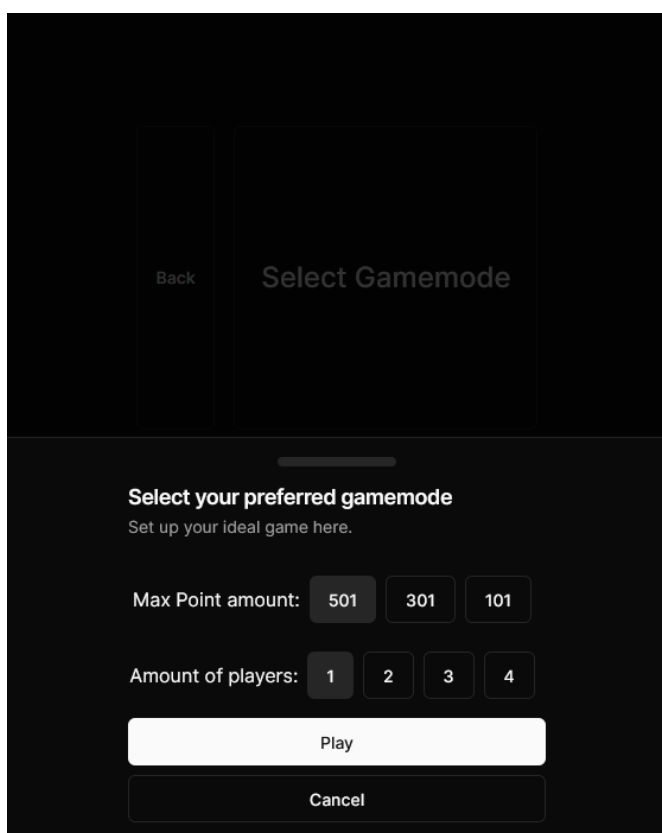 Back
Select Gamemode
Select your preferred gamemode
Set up your ideal game here.
Max Point amount: 501 301 101
Amount of players: 1 2 3 4
Play
Cancel